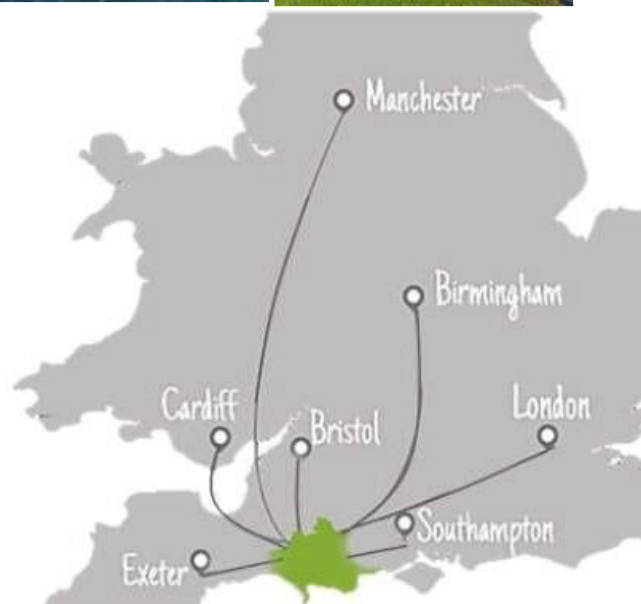 Manchester
Birmingham
Cardiff
Bristol
London
Southampton
Exeter